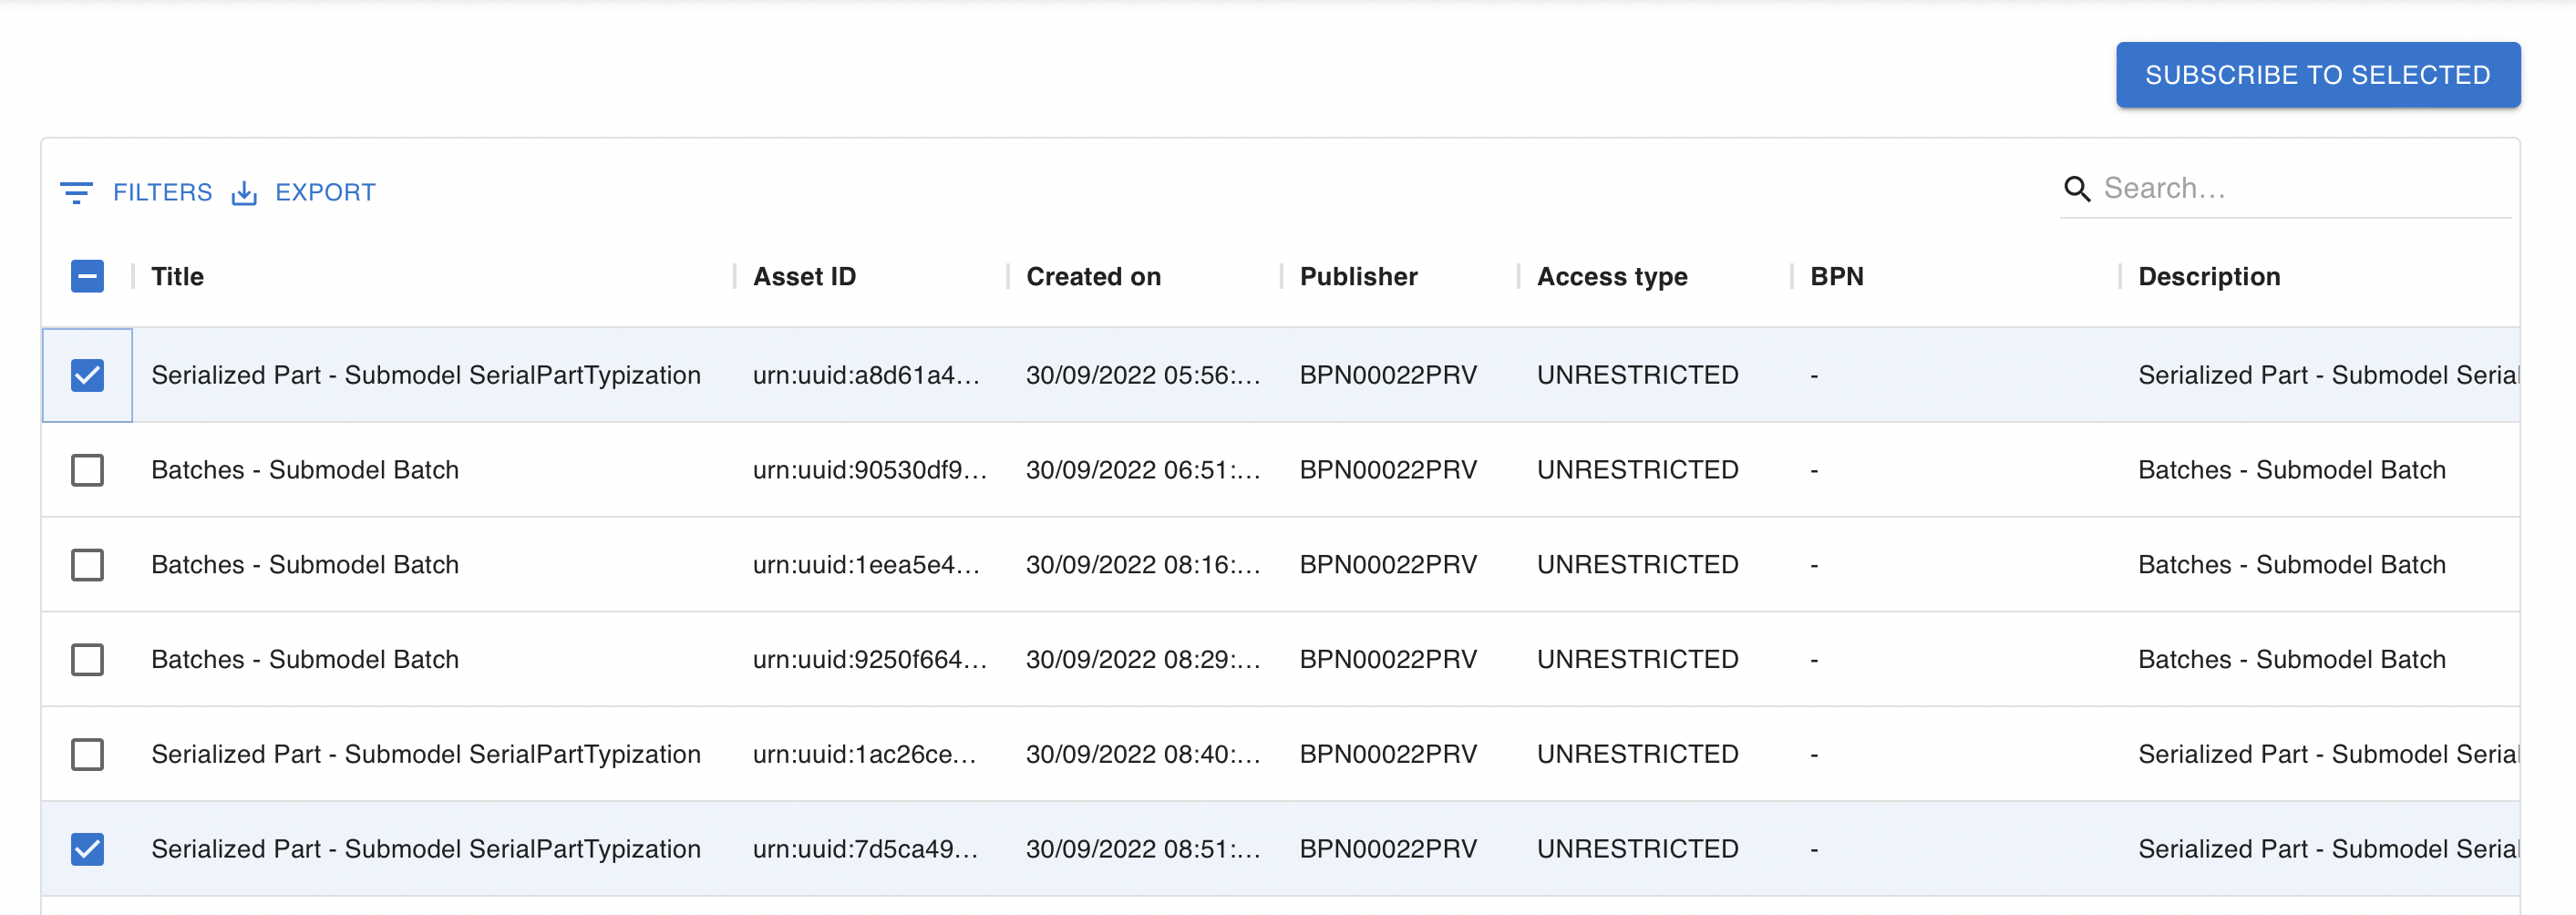 SUBSCRIBE TO SELECTED
FILTERS EXPORT Search…
Title Asset ID Created on Publisher Access type BPN Description
Serialized Part - Submodel SerialPartTypization urn:uuid:a8d61a4… 30/09/2022 05:56:… BPN00022PRV UNRESTRICTED - Serialized Part - Submodel Serial
Batches - Submodel Batch urn:uuid:90530df9… 30/09/2022 06:51:… BPN00022PRV UNRESTRICTED - Batches - Submodel Batch
Batches - Submodel Batch urn:uuid:1eea5e4… 30/09/2022 08:16:… BPN00022PRV UNRESTRICTED - Batches - Submodel Batch
Batches - Submodel Batch urn:uuid:9250f664… 30/09/2022 08:29:… BPN00022PRV UNRESTRICTED - Batches - Submodel Batch
Serialized Part - Submodel SerialPartTypization urn:uuid:1ac26ce… 30/09/2022 08:40:… BPN00022PRV UNRESTRICTED - Serialized Part - Submodel Serial
Serialized Part - Submodel SerialPartTypization urn:uuid:7d5ca49… 30/09/2022 08:51:… BPN00022PRV UNRESTRICTED - Serialized Part - Submodel Serial